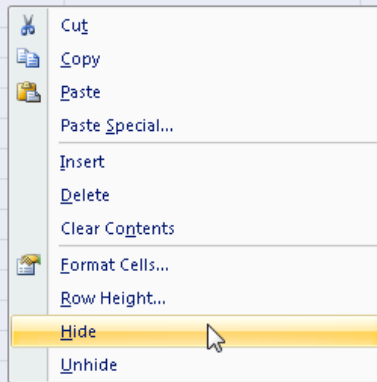 Cut
Copy
Paste
Paste Special...
Insert
Delete
Clear Contents
Format Cells...
Row Height...
Hide
Unhide